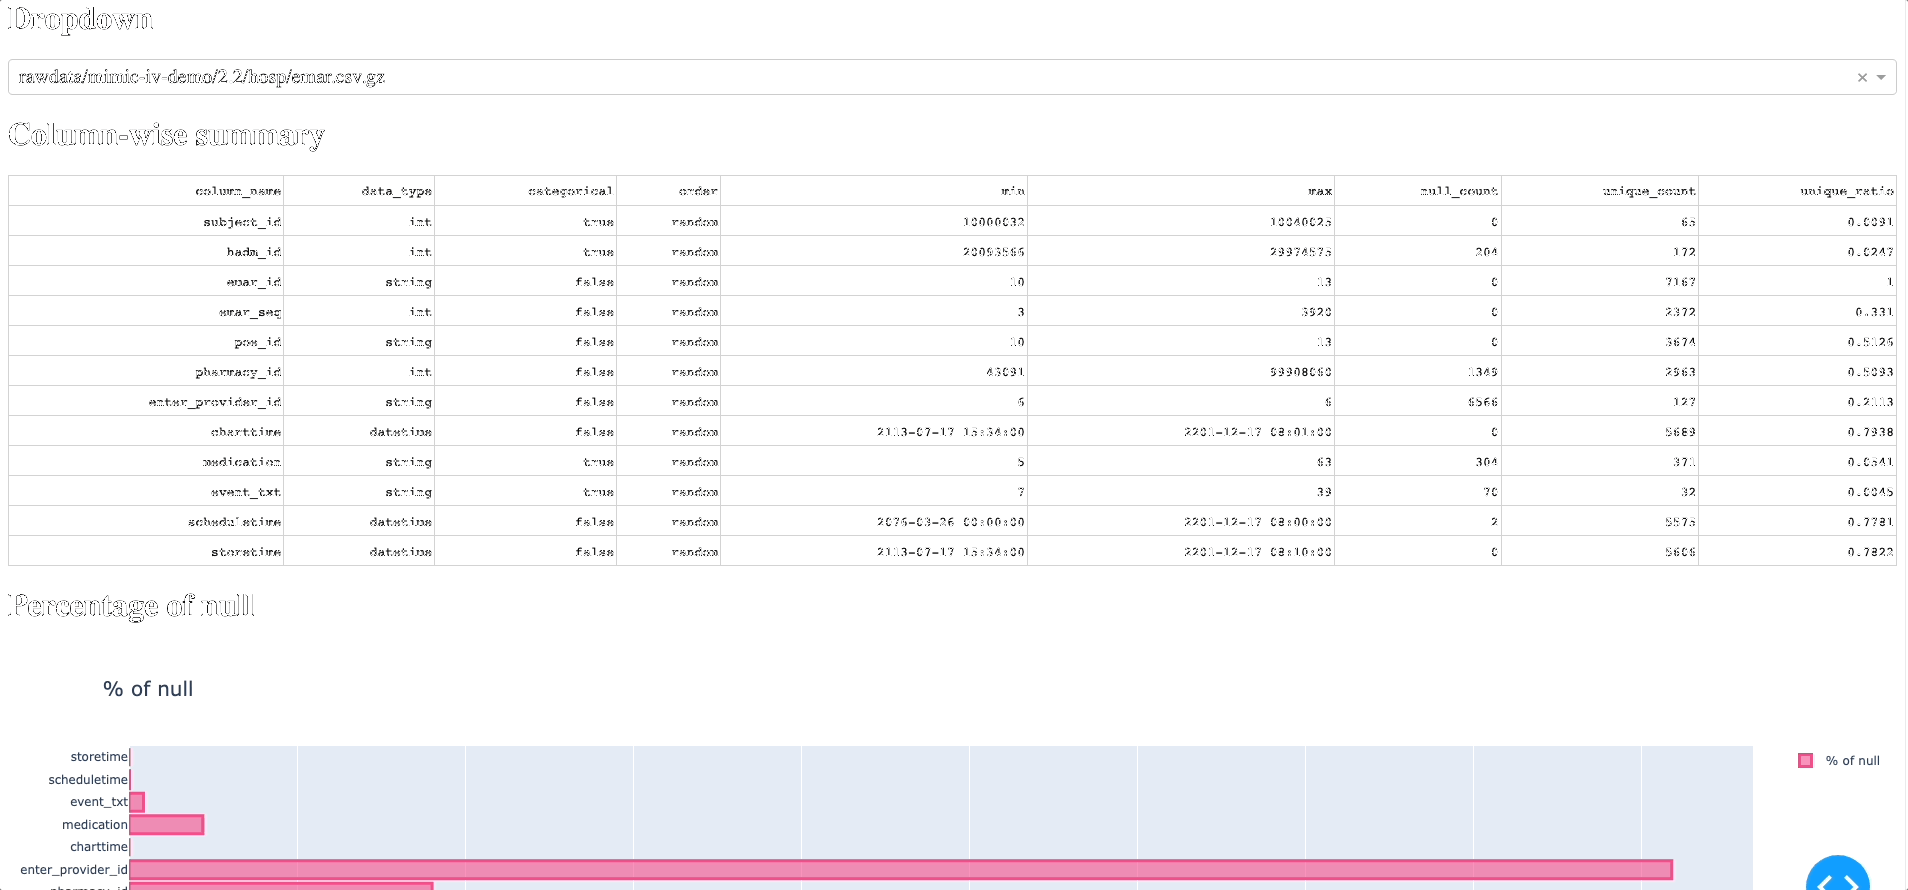 Dropdown
rawdata/mimic-iv-demo/2.2/hosp/emar.csv.gz
Column-wise summary
column_name data_type categorical order min max null_count unique_count unique_ratio
subject_id int true random 10000032 10040025 0 65 0.0091
hadm_id int true random 20093566 29974575 204 172 0.0247
emar_id string false random 10 13 0 7167 1
emar_seq int false random 3 3920 0 2372 0.331
poe_id string false random 10 13 0 3674 0.5126
pharmacy_id int false random 43091 99908060 1349 2963 0.5093
enter_provider_id string false random 6 6 6566 127 0.2113
charttime datetime false random 2113-07-17 15:34:00 2201-12-17 08:01:00 0 5689 0.7938
medication string true random 5 63 304 371 0.0541
event_txt string true random 7 39 70 32 0.0045
scheduletime datetime false random 2076-03-26 00:00:00 2201-12-17 08:00:00 2 5575 0.7781
storetime datetime false random 2113-07-17 15:34:00 2201-12-17 08:10:00 0 5606 0.7822
Percentage of null
% of null
storetime
scheduletime
event_txt
medication
charttime
enter_provider_id
pharmacy_id
% of null